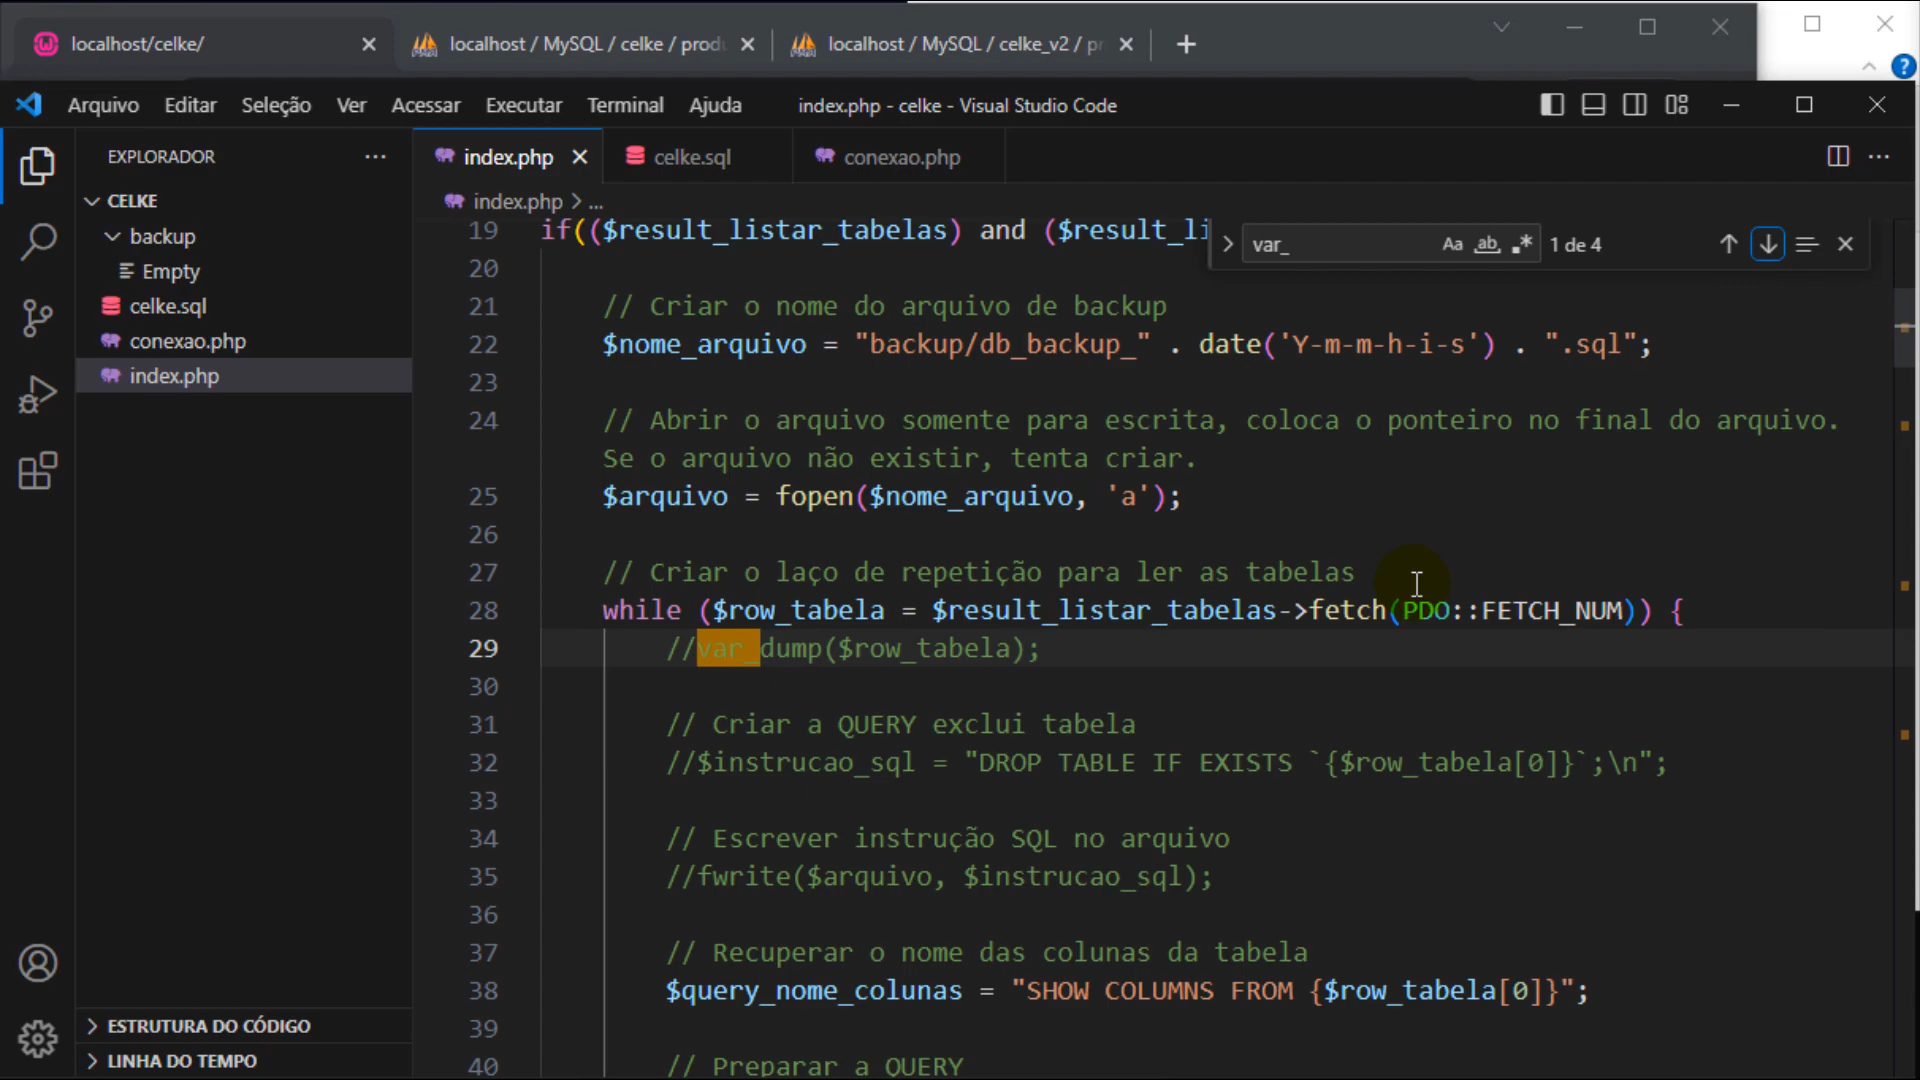 localhost/celke/
localhost / MySQL / celke / produ
localhost / MySQL / celke_v2 / pr
Arquivo Editar Seleção Ver Acessar Executar Terminal Ajuda
index.php - celke - Visual Studio Code
EXPLORADOR
CELKE
backup
Empty
celke.sql
conexao.php
index.php
ESTRUTURA DO CÓDIGO
LINHA DO TEMPO
index.php celke.sql conexao.php
index.php > ...
var_ Aa ab 1 de 4
19 if(($result_listar_tabelas) and ($result_li
20
21 // Criar o nome do arquivo de backup
22 $nome_arquivo = "backup/db_backup_" . date('Y-m-m-h-i-s') . ".sql";
23
24 // Abrir o arquivo somente para escrita, coloca o ponteiro no final do arquivo.
Se o arquivo não existir, tenta criar.
25 $arquivo = fopen($nome_arquivo, 'a');
26
27 // Criar o laço de repetição para ler as tabelas
28 while ($row_tabela = $result_listar_tabelas->fetch(PDO::FETCH_NUM)) {
29 //var_dump($row_tabela);
30
31 // Criar a QUERY exclui tabela
32 //$instrucao_sql = "DROP TABLE IF EXISTS `{$row_tabela[0]}`;\n";
33
34 // Escrever instrução SQL no arquivo
35 //fwrite($arquivo, $instrucao_sql);
36
37 // Recuperar o nome das colunas da tabela
38 $query_nome_colunas = "SHOW COLUMNS FROM {$row_tabela[0]}";
39
40 // Preparar a QUERY